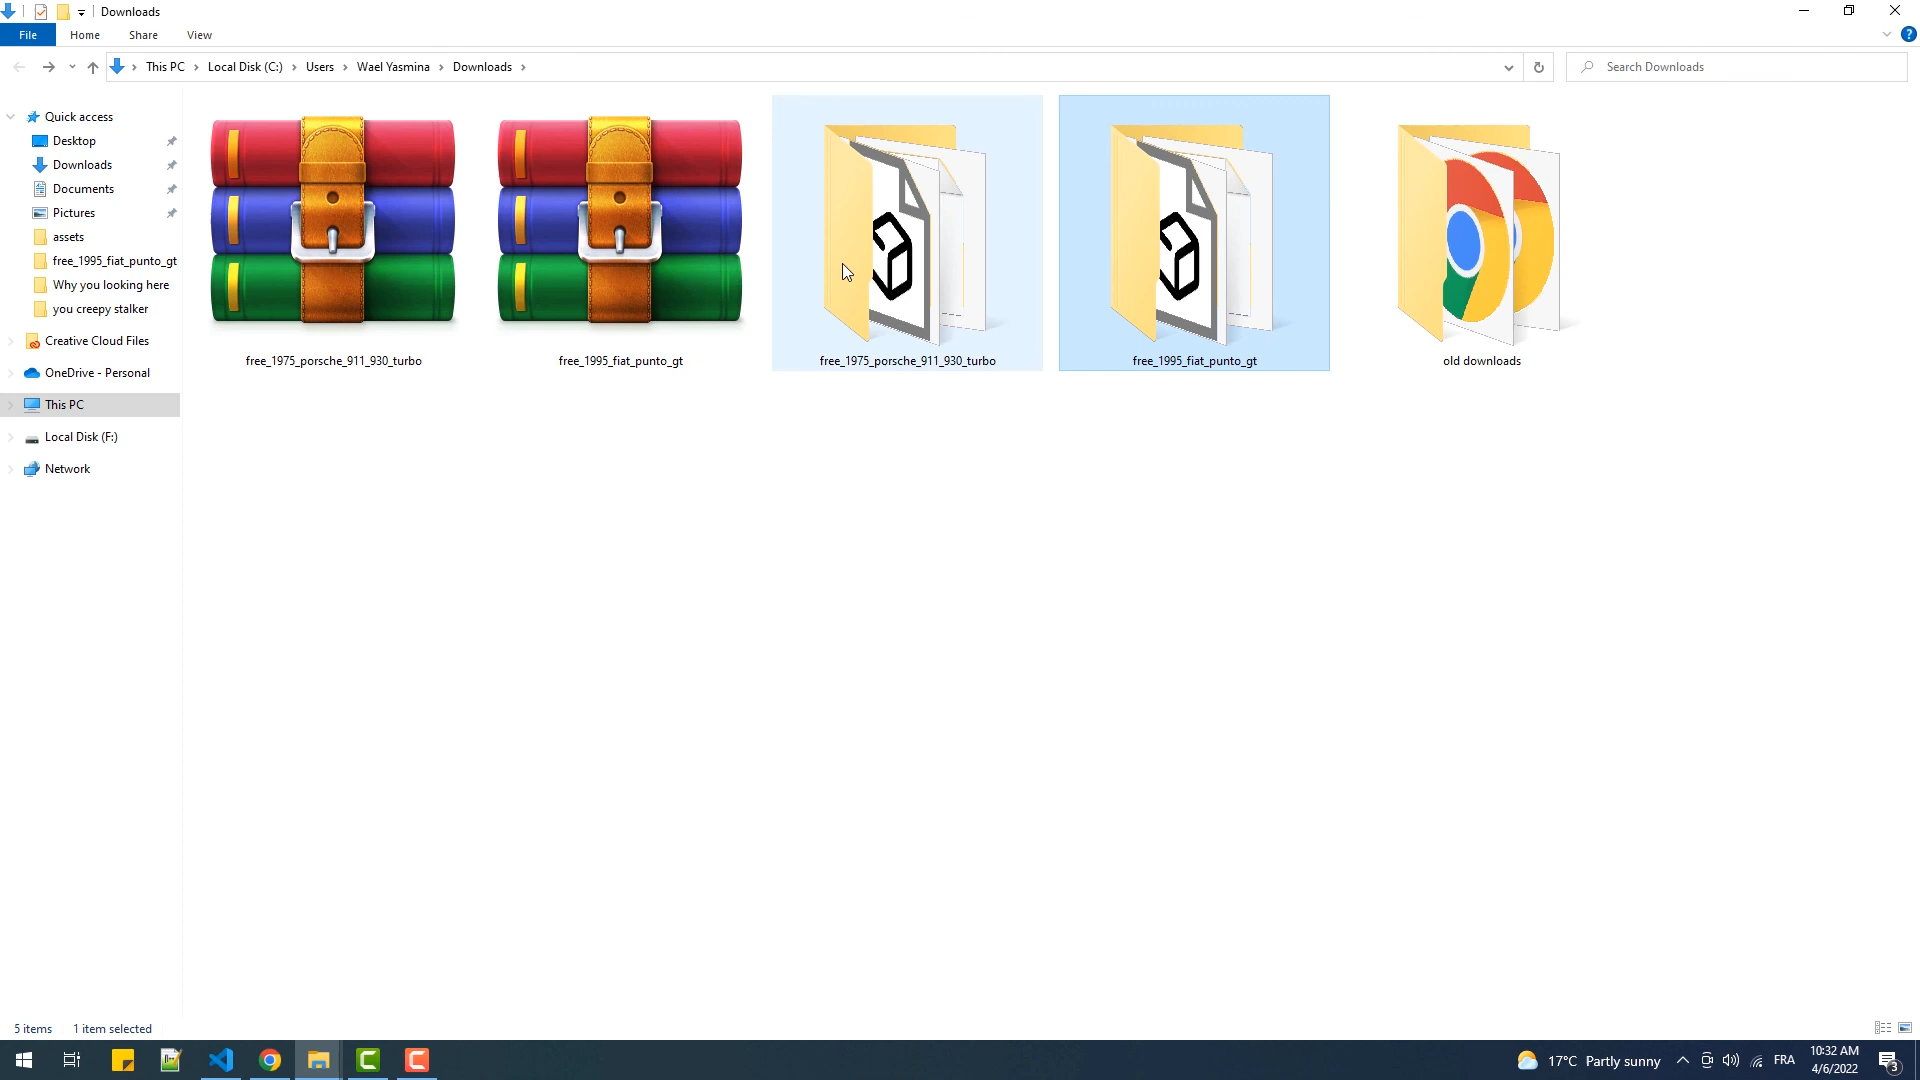 Downloads
File Home Share View
This PC Local Disk (C:) Users Wael Yasmina Downloads
Search Downloads
Quick access
Desktop
Downloads
Documents
Pictures
assets
free_1995_fiat_punto_gt
Why you looking here
you creepy stalker
Creative Cloud Files
OneDrive - Personal
This PC
Local Disk (F:)
Network
free_1975_porsche_911_930_turbo
free_1995_fiat_punto_gt
free_1975_porsche_911_930_turbo
free_1995_fiat_punto_gt
old downloads
5 items 1 item selected
17°C Partly sunny
FRA
10:32 AM
4/6/2022
3